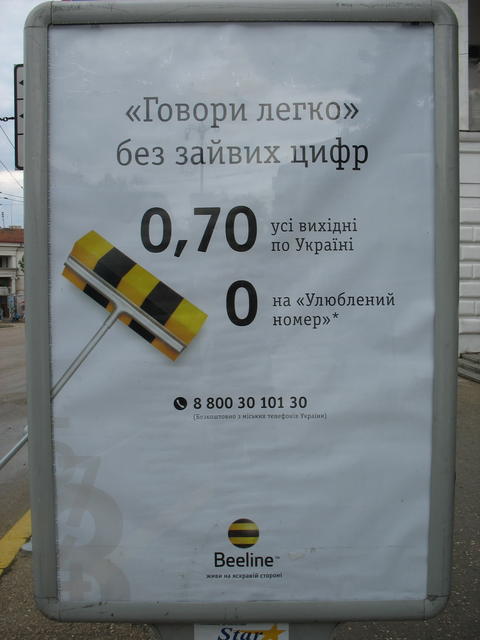 «Говори легко»
без зайвих цифр
0,70 усі вихідні
по Україні
0 на «Улюблений
номер»*
8 800 30 101 30
(Безкоштовно з міських телефонів України)
Beeline™
живи на яскравій стороні
Star